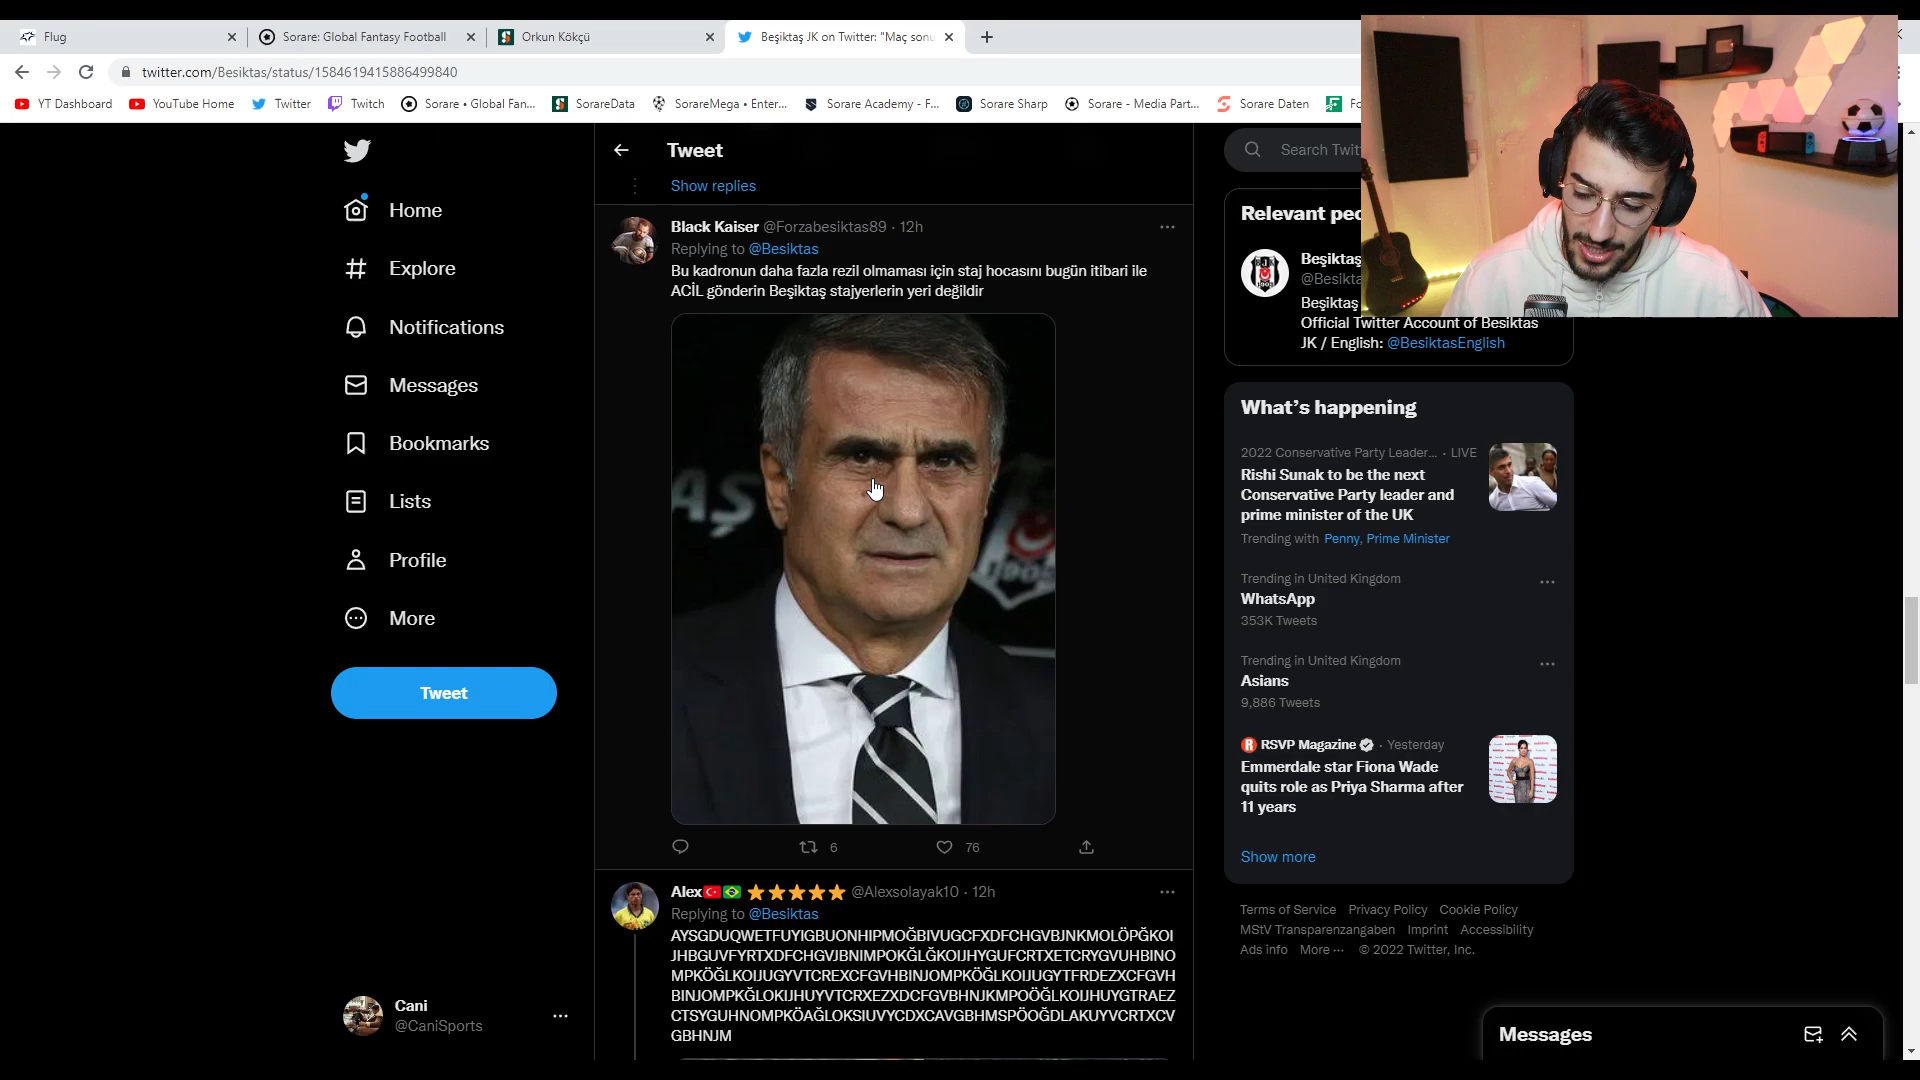 Flug
Sorare: Global Fantasy Football
Orkun Kökçü
Beşiktaş JK on Twitter: "Maç sonu
twitter.com/Besiktas/status/1584619415886499840
YT Dashboard
YouTube Home
Twitter
Twitch
Sorare • Global Fan...
SorareData
SorareMega • Enter...
Sorare Academy - F...
Sorare Sharp
Sorare - Media Part...
Sorare Daten
Home
Explore
Notifications
Messages
Bookmarks
Lists
Profile
More
Tweet
Cani
@CaniSports
Tweet
Show replies
Black Kaiser @Forzabesiktas89 · 12h
Replying to @Besiktas
Bu kadronun daha fazla rezil olmaması için staj hocasını bugün itibari ile
ACİL gönderin Beşiktaş stajyerlerin yeri değildir
6
76
Alex @Alexsolayak10 · 12h
Replying to @Besiktas
AYSGDUQWETFUYIGBUONHIPMOĞBIVUGCFXDFCHGVBJNKMOLÖPĞKOI
JHBGUVFYRTXDFCHGVJBNIMPOKĞLĞKOIJHYGUFCRTXETCRYGVUHBINO
MPKÖĞLKOIJUGYVTCREXCFGVHBINJOMPKÖĞLKOIJUGYTFRDEZXCFGVH
BINJOMPKĞLOKIJHUYVTCRXEZXDCFGVBHNJKMPOÖĞLKOIJHUYGTRAEZ
CTSYGUHNOMPKÖAĞLOKSIUVYCDXCAVGBHMSPÖOĞDLAKUYVCRTXCV
GBHNJM
Search Twit
Relevant peo
Beşiktaş
@Besikta
Beşiktaş
Official Twitter Account of Besiktas
JK / English: @BesiktasEnglish
What's happening
2022 Conservative Party Leader... · LIVE
Rishi Sunak to be the next
Conservative Party leader and
prime minister of the UK
Trending with Penny, Prime Minister
Trending in United Kingdom
WhatsApp
353K Tweets
Trending in United Kingdom
Asians
9,886 Tweets
RSVP Magazine · Yesterday
Emmerdale star Fiona Wade
quits role as Priya Sharma after
11 years
Show more
Terms of Service Privacy Policy Cookie Policy
MStV Transparenzangaben Imprint Accessibility
Ads info More ··· © 2022 Twitter, Inc.
Messages